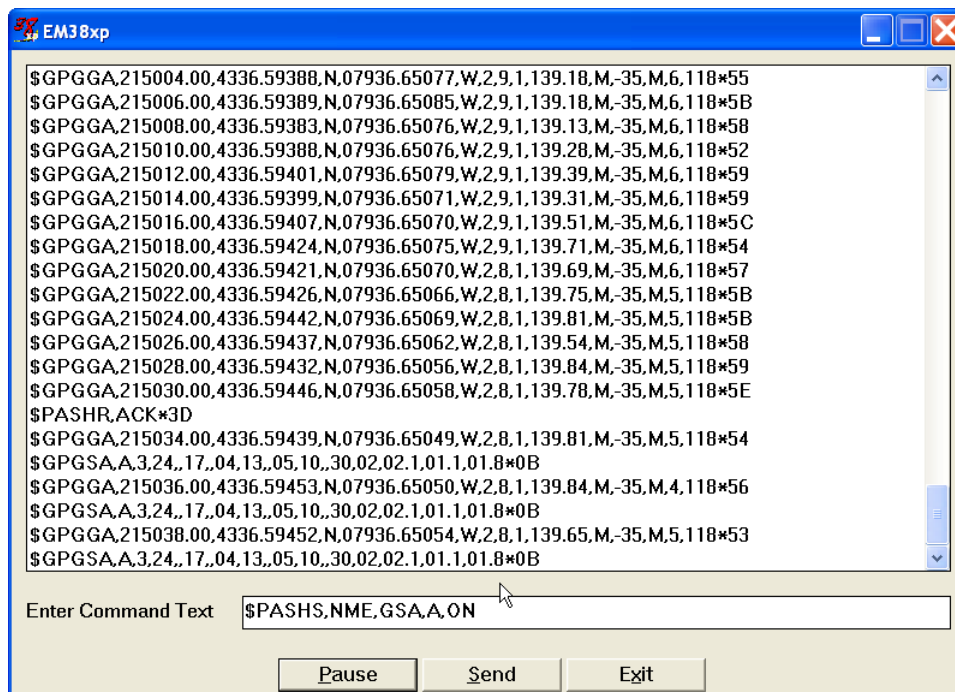 EM38xp
$GPGGA,215004.00,4336.59388,N,07936.65077,W,2,9,1,139.18,M,-35,M,6,118*55
$GPGGA,215006.00,4336.59389,N,07936.65085,W,2,9,1,139.18,M,-35,M,6,118*5B
$GPGGA,215008.00,4336.59383,N,07936.65076,W,2,9,1,139.13,M,-35,M,6,118*58
$GPGGA,215010.00,4336.59388,N,07936.65076,W,2,9,1,139.28,M,-35,M,6,118*52
$GPGGA,215012.00,4336.59401,N,07936.65079,W,2,9,1,139.39,M,-35,M,6,118*59
$GPGGA,215014.00,4336.59399,N,07936.65071,W,2,9,1,139.31,M,-35,M,6,118*59
$GPGGA,215016.00,4336.59407,N,07936.65070,W,2,9,1,139.51,M,-35,M,6,118*5C
$GPGGA,215018.00,4336.59424,N,07936.65075,W,2,9,1,139.71,M,-35,M,6,118*54
$GPGGA,215020.00,4336.59421,N,07936.65070,W,2,8,1,139.69,M,-35,M,6,118*57
$GPGGA,215022.00,4336.59426,N,07936.65066,W,2,8,1,139.75,M,-35,M,5,118*5B
$GPGGA,215024.00,4336.59442,N,07936.65069,W,2,8,1,139.81,M,-35,M,5,118*5B
$GPGGA,215026.00,4336.59437,N,07936.65062,W,2,8,1,139.54,M,-35,M,5,118*58
$GPGGA,215028.00,4336.59432,N,07936.65056,W,2,8,1,139.84,M,-35,M,5,118*59
$GPGGA,215030.00,4336.59446,N,07936.65058,W,2,8,1,139.78,M,-35,M,5,118*5E
$PASHR,ACK*3D
$GPGGA,215034.00,4336.59439,N,07936.65049,W,2,8,1,139.81,M,-35,M,5,118*54
$GPGSA,A,3,24,,17,,04,13,,05,10,,30,02,02.1,01.1,01.8*0B
$GPGGA,215036.00,4336.59453,N,07936.65050,W,2,8,1,139.84,M,-35,M,4,118*56
$GPGSA,A,3,24,,17,,04,13,,05,10,,30,02,02.1,01.1,01.8*0B
$GPGGA,215038.00,4336.59452,N,07936.65054,W,2,8,1,139.65,M,-35,M,5,118*53
$GPGSA,A,3,24,,17,,04,13,,05,10,,30,02,02.1,01.1,01.8*0B
Enter Command Text $PASHS,NME,GSA,A,ON
Pause Send Exit